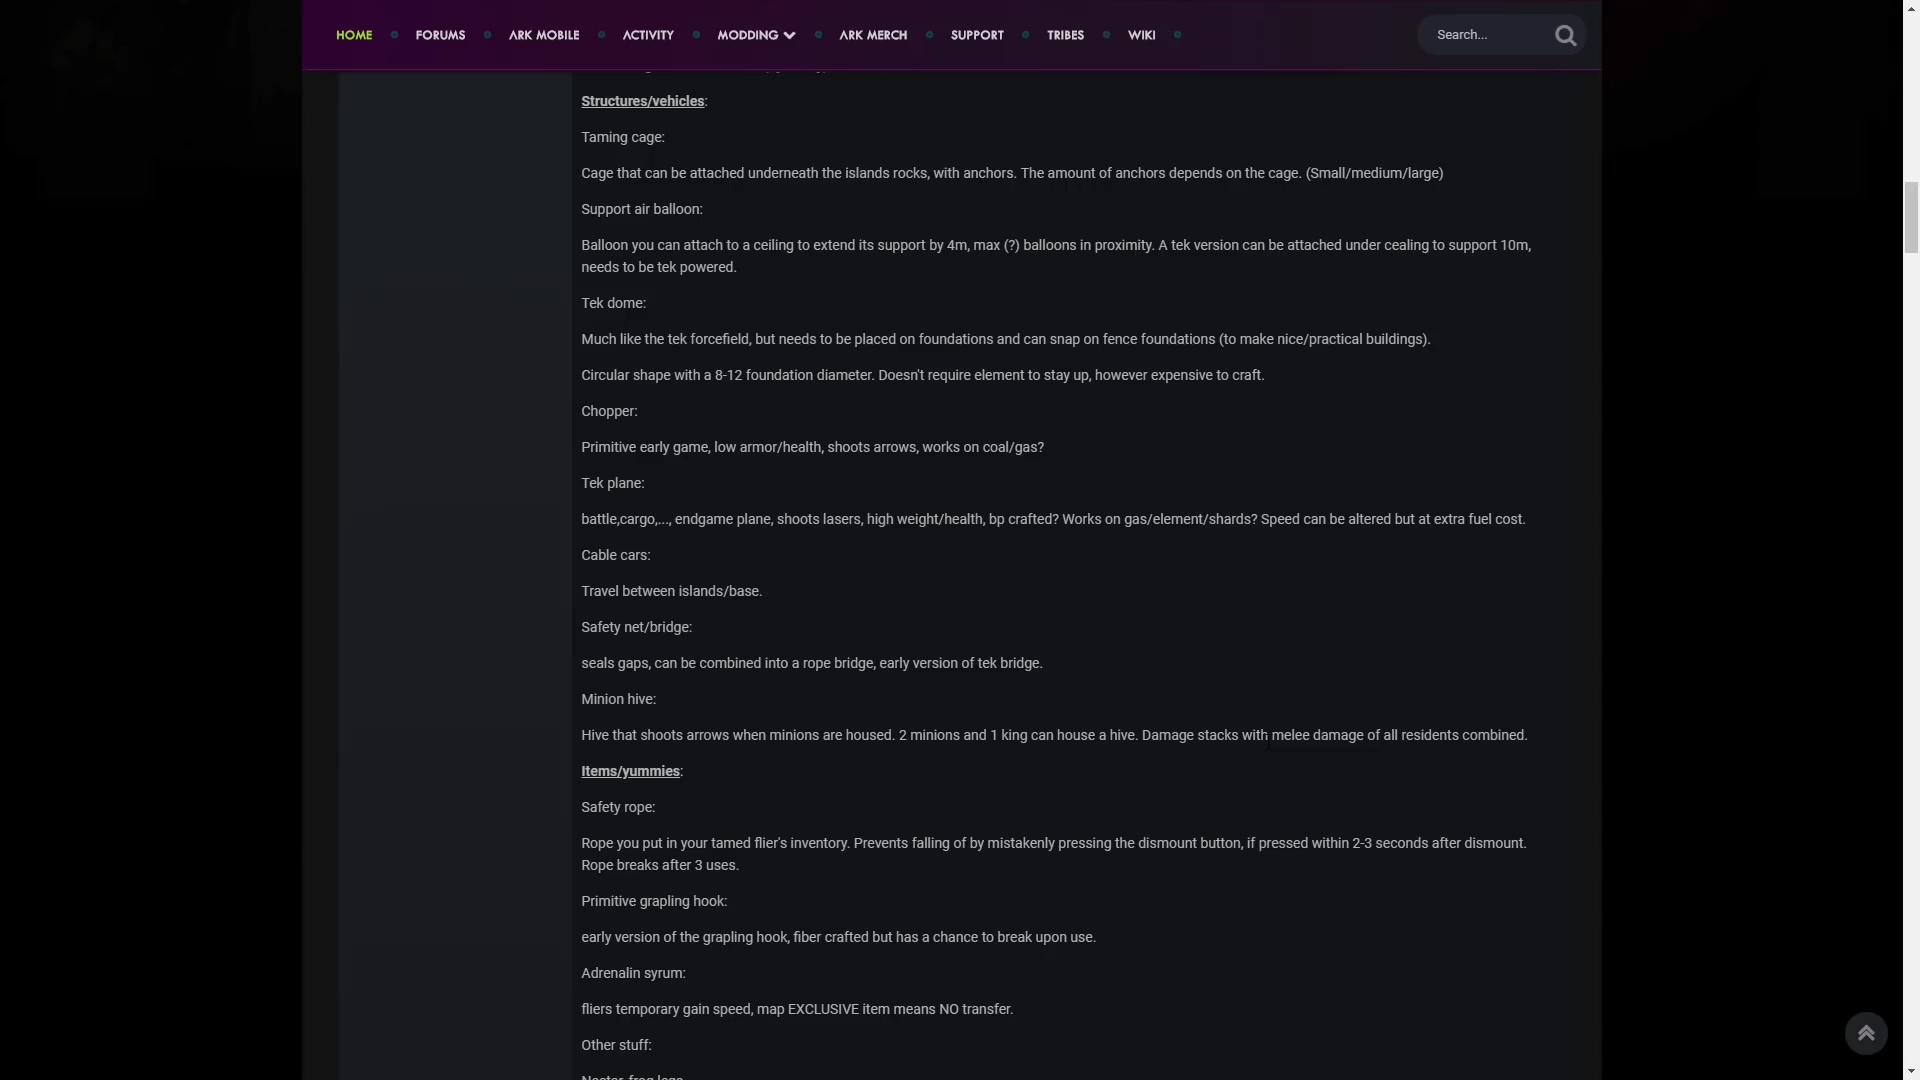 HOME FORUMS ARK MOBILE ACTIVITY MODDING ARK MERCH SUPPORT TRIBES WIKI Search...
Structures/vehicles:
Taming cage:
Cage that can be attached underneath the islands rocks, with anchors. The amount of anchors depends on the cage. (Small/medium/large)
Support air balloon:
Balloon you can attach to a ceiling to extend its support by 4m, max (?) balloons in proximity. A tek version can be attached under cealing to support 10m,
needs to be tek powered.
Tek dome:
Much like the tek forcefield, but needs to be placed on foundations and can snap on fence foundations (to make nice/practical buildings).
Circular shape with a 8-12 foundation diameter. Doesn't require element to stay up, however expensive to craft.
Chopper:
Primitive early game, low armor/health, shoots arrows, works on coal/gas?
Tek plane:
battle,cargo,..., endgame plane, shoots lasers, high weight/health, bp crafted? Works on gas/element/shards? Speed can be altered but at extra fuel cost.
Cable cars:
Travel between islands/base.
Safety net/bridge:
seals gaps, can be combined into a rope bridge, early version of tek bridge.
Minion hive:
Hive that shoots arrows when minions are housed. 2 minions and 1 king can house a hive. Damage stacks with melee damage of all residents combined.
Items/yummies:
Safety rope:
Rope you put in your tamed flier's inventory. Prevents falling of by mistakenly pressing the dismount button, if pressed within 2-3 seconds after dismount.
Rope breaks after 3 uses.
Primitive grapling hook:
early version of the grapling hook, fiber crafted but has a chance to break upon use.
Adrenalin syrum:
fliers temporary gain speed, map EXCLUSIVE item means NO transfer.
Other stuff: